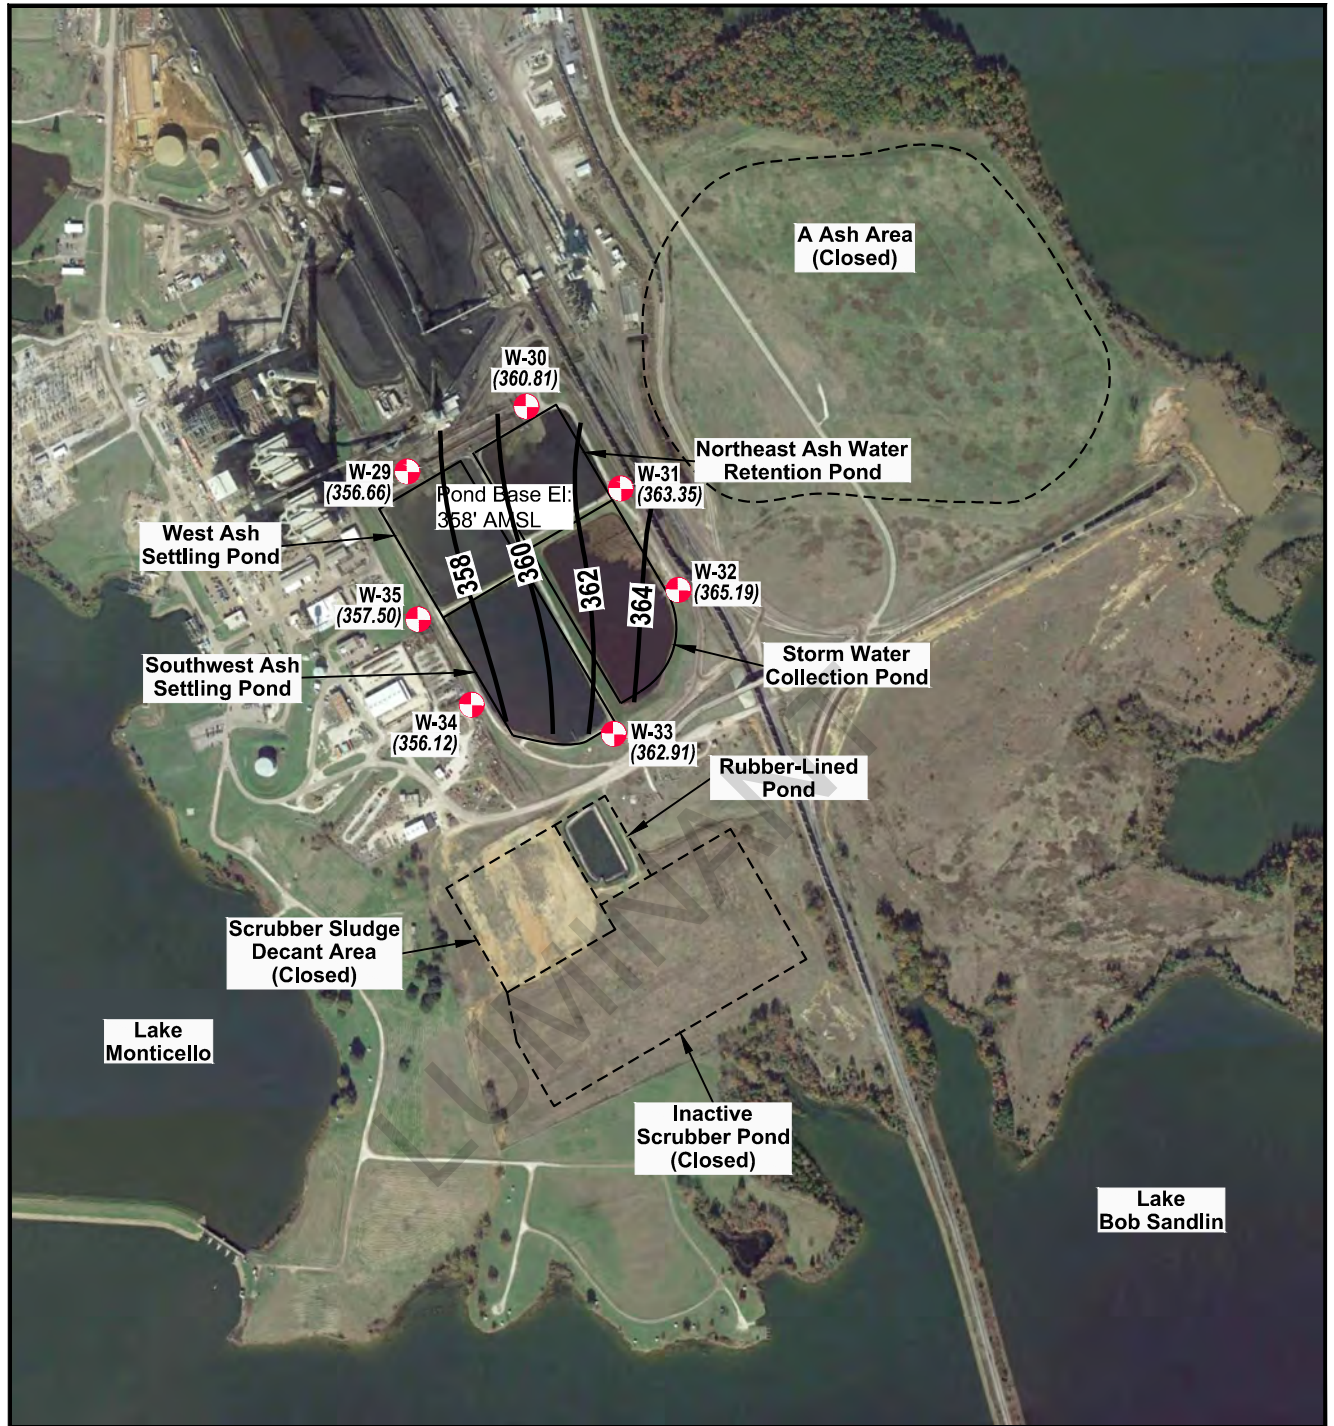 A Ash Area
(Closed)
W-30
(360.81)
Northeast Ash Water
Retention Pond
W-29
(356.66)
W-31
(363.35)
Pond Base El:
358' AMSL
West Ash
Settling Pond
358
360
362
364
W-32
(365.19)
W-35
(357.50)
Southwest Ash
Settling Pond
Storm Water
Collection Pond
W-34
(356.12)
W-33
(362.91)
Rubber-Lined
Pond
Scrubber Sludge
Decant Area
(Closed)
Lake
Monticello
LUMINANT
Inactive
Scrubber Pond
(Closed)
Lake
Bob Sandlin